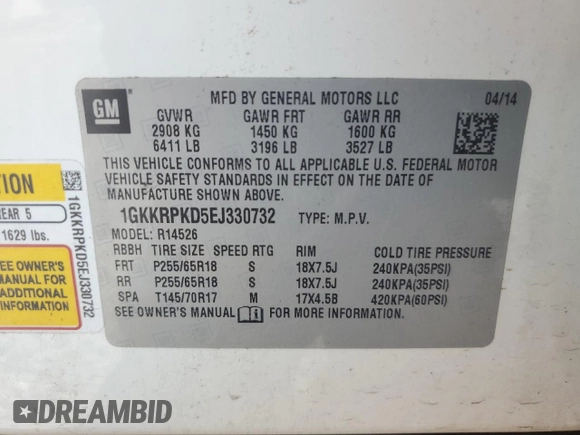 GM
MFD BY GENERAL MOTORS LLC
04/14
GVWR GAWR FRT GAWR RR
2908 KG 1450 KG 1600 KG
6411 LB 3196 LB 3527 LB
THIS VEHICLE CONFORMS TO ALL APPLICABLE U.S. FEDERAL MOTOR
VEHICLE SAFETY STANDARDS IN EFFECT ON THE DATE OF
MANUFACTURE SHOWN ABOVE.
1GKKRPKD5EJ330732 TYPE: M.P.V.
MODEL: R14526
RBBH TIRE SIZE SPEED RTG RIM COLD TIRE PRESSURE
FRT P255/65R18 S 18X7.5J 240KPA(35PSI)
RR P255/65R18 S 18X7.5J 240KPA(35PSI)
SPA T145/70R17 M 17X4.5B 420KPA(60PSI)
SEE OWNER'S MANUAL FOR MORE INFORMATION.
REAR 5
1629 lbs.
SEE OWNER'S
MANUAL FOR
ADDITIONAL
1GKKRPKD5EJ330732
DREAMBID